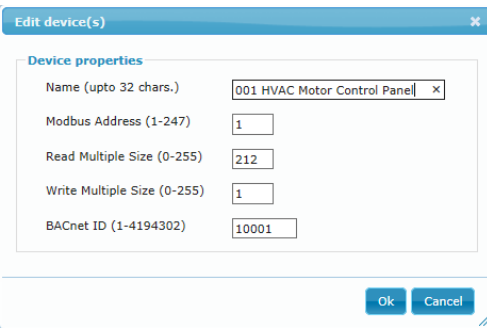 Edit device(s)
Device properties
Name (upto 32 chars.) 001 HVAC Motor Control Panel
Modbus Address (1-247) 1
Read Multiple Size (0-255) 212
Write Multiple Size (0-255) 1
BACnet ID (1-4194302) 10001
Ok Cancel